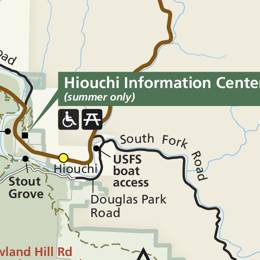 oad
Hiouchi Information Center
(summer only)
South Fork Road
USFS
boat
access
Hiouchi
Stout
Grove
Douglas Park
Road
wland Hill Rd